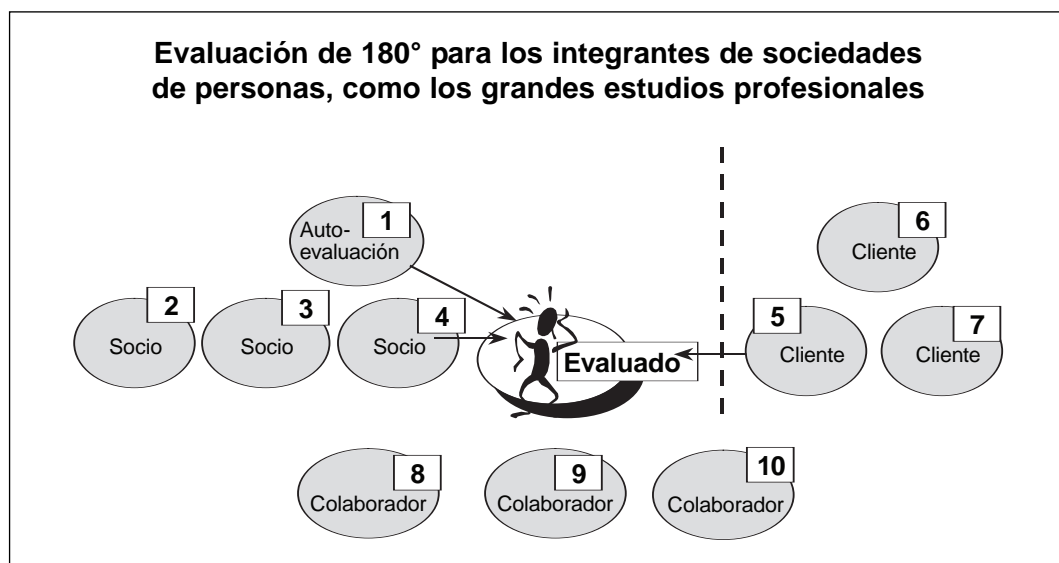 Evaluación de 180° para los integrantes de sociedades
de personas, como los grandes estudios profesionales
1
Auto-
evaluación
6
Cliente
2
Socio
3
Socio
4
Socio
Evaluado
5
Cliente
7
Cliente
8
Colaborador
9
Colaborador
10
Colaborador